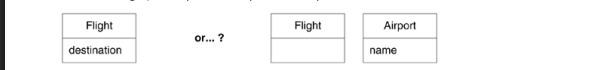 Flight
destination
or... ?
Flight
Airport
name